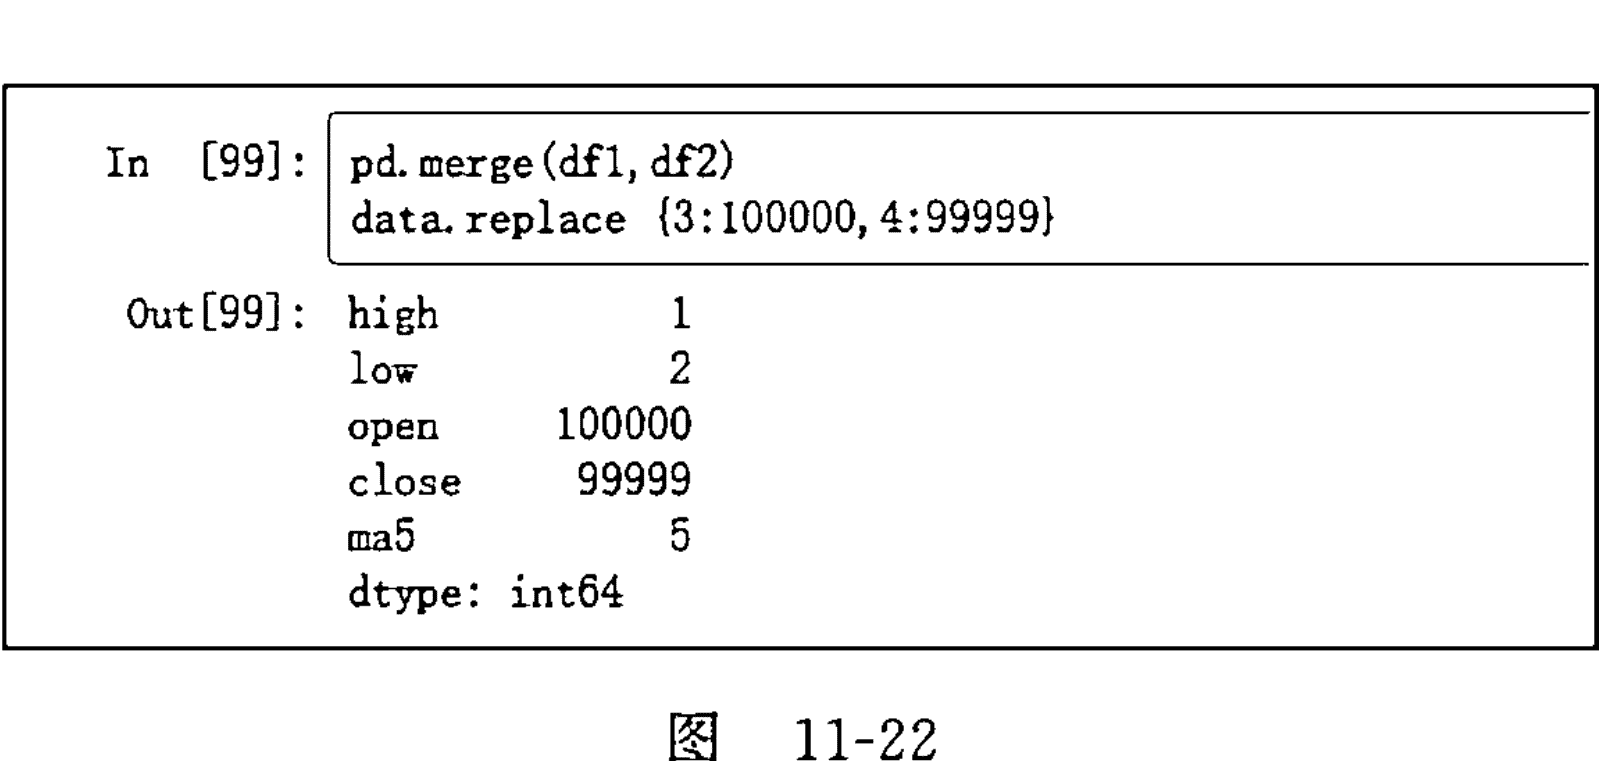 In [99]: pd.merge(df1, df2)
data.replace {3:100000, 4:99999}
Out[99]: high 1
low 2
open 100000
close 99999
ma5 5
dtype: int64
图 11-22